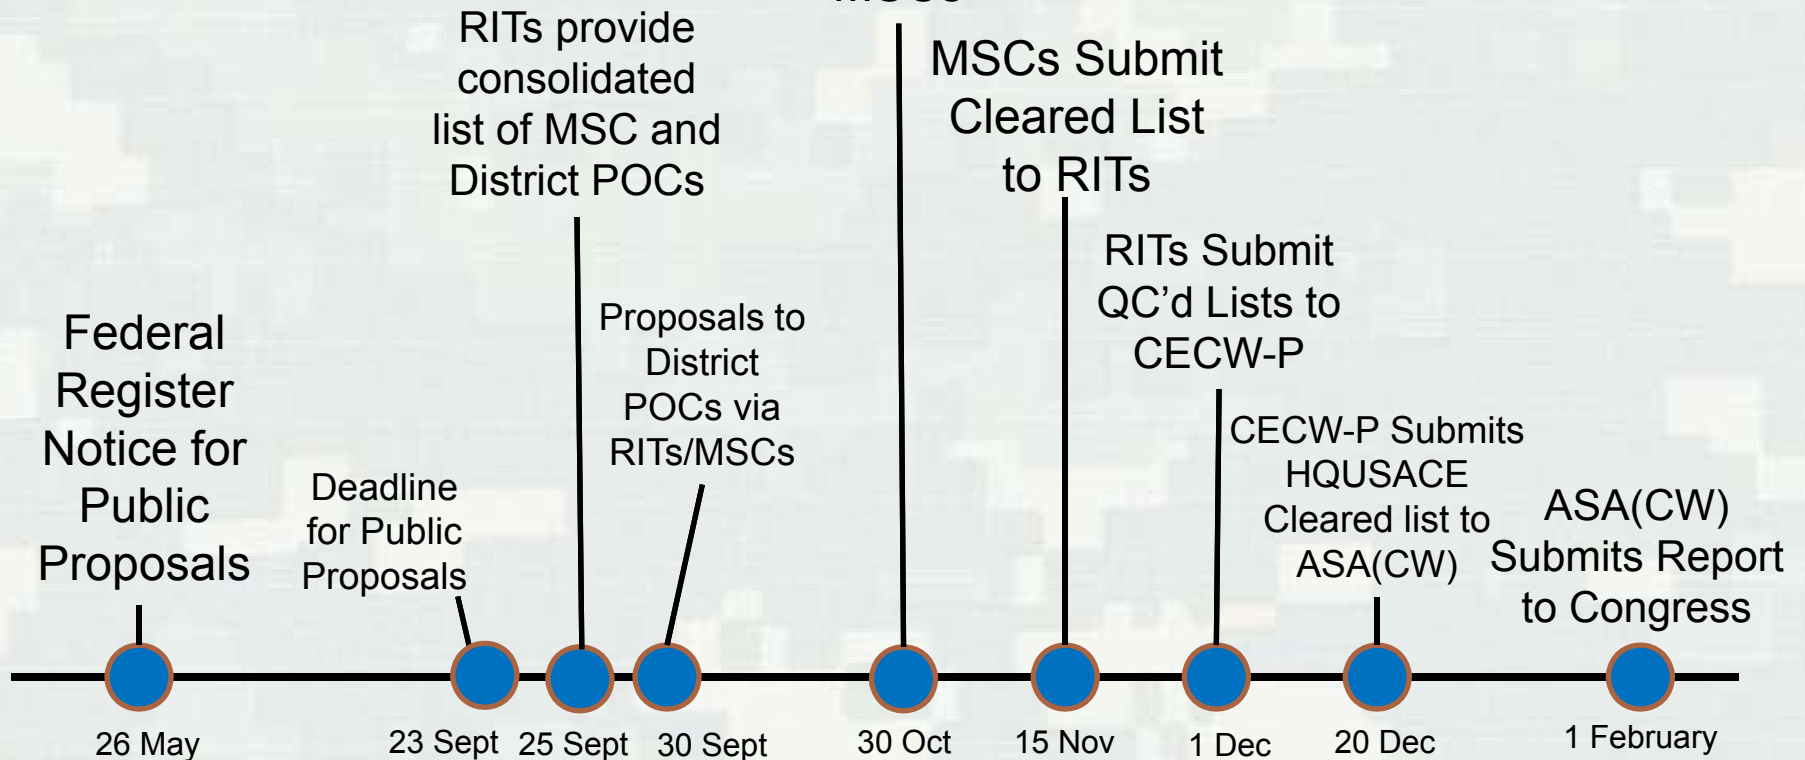 Federal
Register
Notice for
Public
Proposals
Deadline
for Public
Proposals
RITs provide
consolidated
list of MSC and
District POCs
Proposals to
District
POCs via
RITs/MSCs
MSCs Submit
Cleared List
to RITs
RITs Submit
QC’d Lists to
CECW-P
CECW-P Submits
HQUSACE
Cleared list to
ASA(CW)
ASA(CW)
Submits Report
to Congress
26 May
23 Sept
25 Sept
30 Sept
30 Oct
15 Nov
1 Dec
20 Dec
1 February